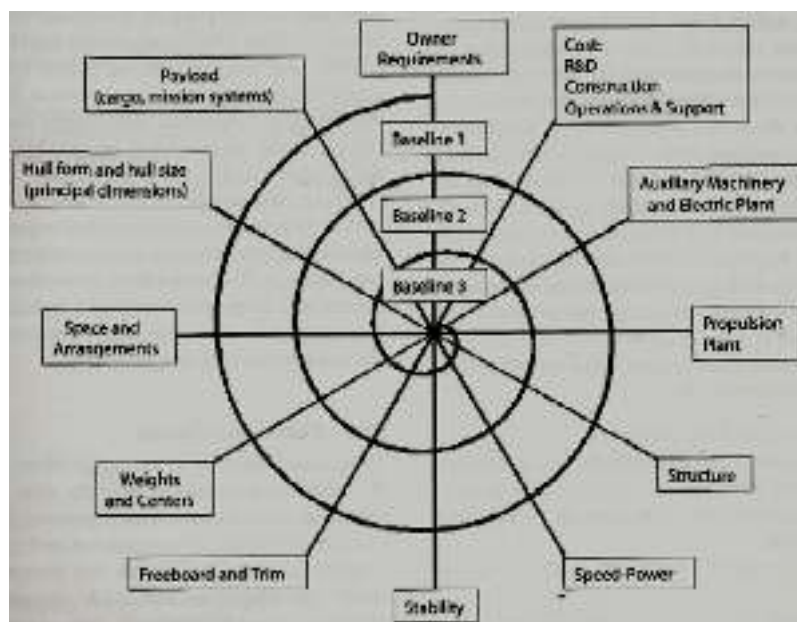 Owner
Requirements
Cost:
R&D
Construction
Operations & Support
Payload
(cargo, mission systems)
Baseline 1
Hull form and hull size
(principal dimensions)
Auxiliary Machinery
and Electric Plant
Baseline 2
Baseline 3
Space and
Arrangements
Propulsion
Plant
Weights
and Centers
Structure
Freeboard and Trim
Speed-Power
Stability